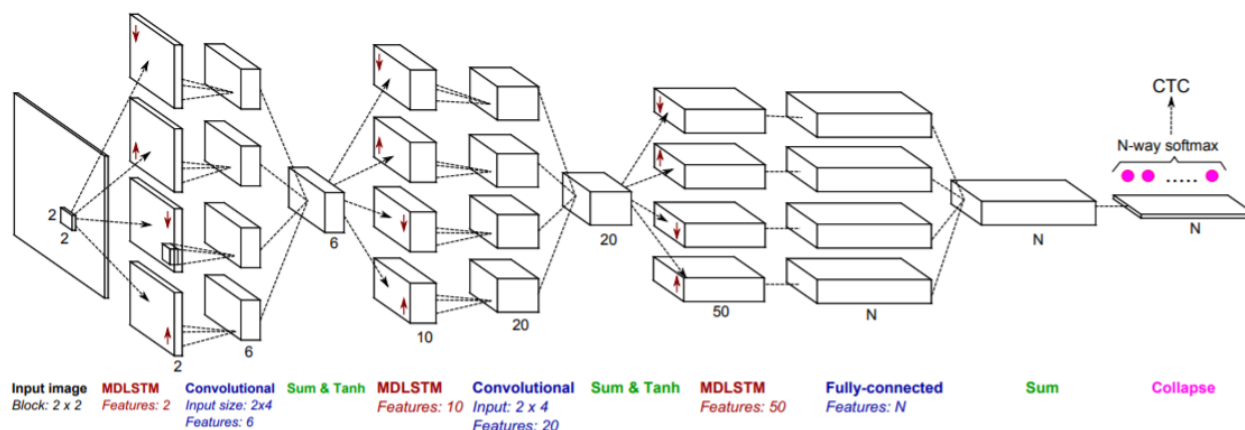 CTC
N-way softmax
.....
2
2
2
6
6
10
20
20
50
N
N
N
Input image
Block: 2 x 2
MDLSTM
Features: 2
Convolutional
Input size: 2x4
Features: 6
Sum & Tanh
MDLSTM
Features: 10
Convolutional
Input: 2 x 4
Features: 20
Sum & Tanh
MDLSTM
Features: 50
Fully-connected
Features: N
Sum
Collapse